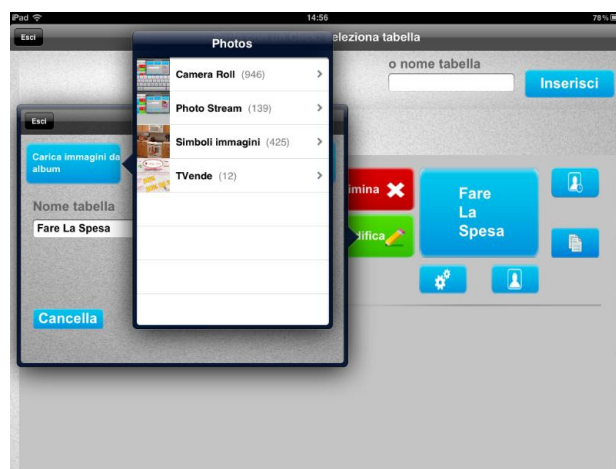 iPad 14:56 78%
Esci Seleziona tabella
Photos
o nome tabella
Inserisci
Camera Roll (946)
Photo Stream (139)
Simboli immagini (425)
TVende (12)
Esci
Carica immagini da
album
Nome tabella
Fare La Spesa
Cancella
imina
difica
Fare
La
Spesa